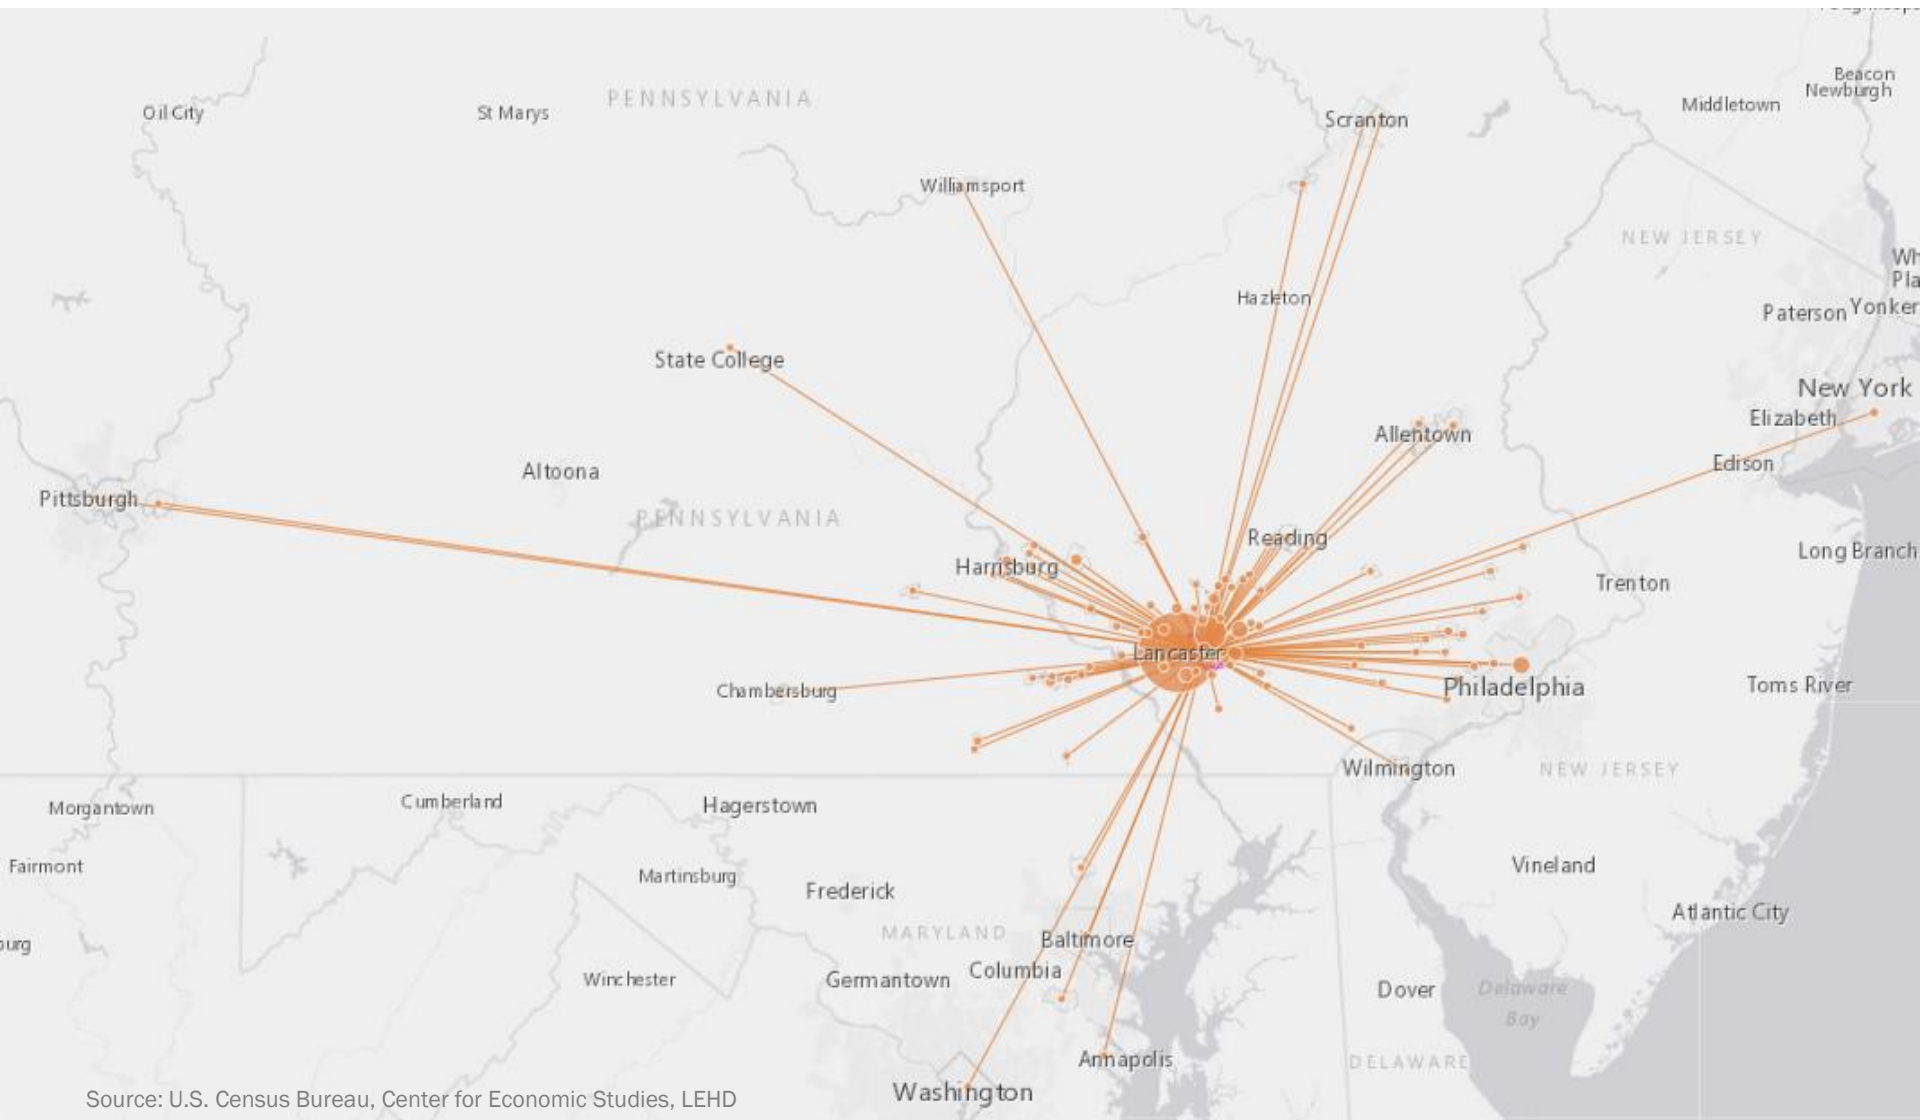 Beacon
Newburgh
Middletown
Oil City
St Marys
PENNSYLVANIA
Scranton
Williamsport
NEW JERSEY
Hazleton
Paterson
State College
New York
Elizabeth
Allentown
Edison
Altoona
Pittsburgh
PENNSYLVANIA
Reading
Harrisburg
Long Branch
Trenton
Lancaster
Chambersburg
Philadelphia
Toms River
Wilmington
NEW JERSEY
Morgantown
Cumberland
Hagerstown
Fairmont
Martinsburg
Frederick
Vineland
Atlantic City
MARYLAND
Baltimore
Columbia
Winchester
Germantown
Dover
Delaware
Bay
Annapolis
DELAWARE
Washington
Source: U.S. Census Bureau, Center for Economic Studies, LEHD